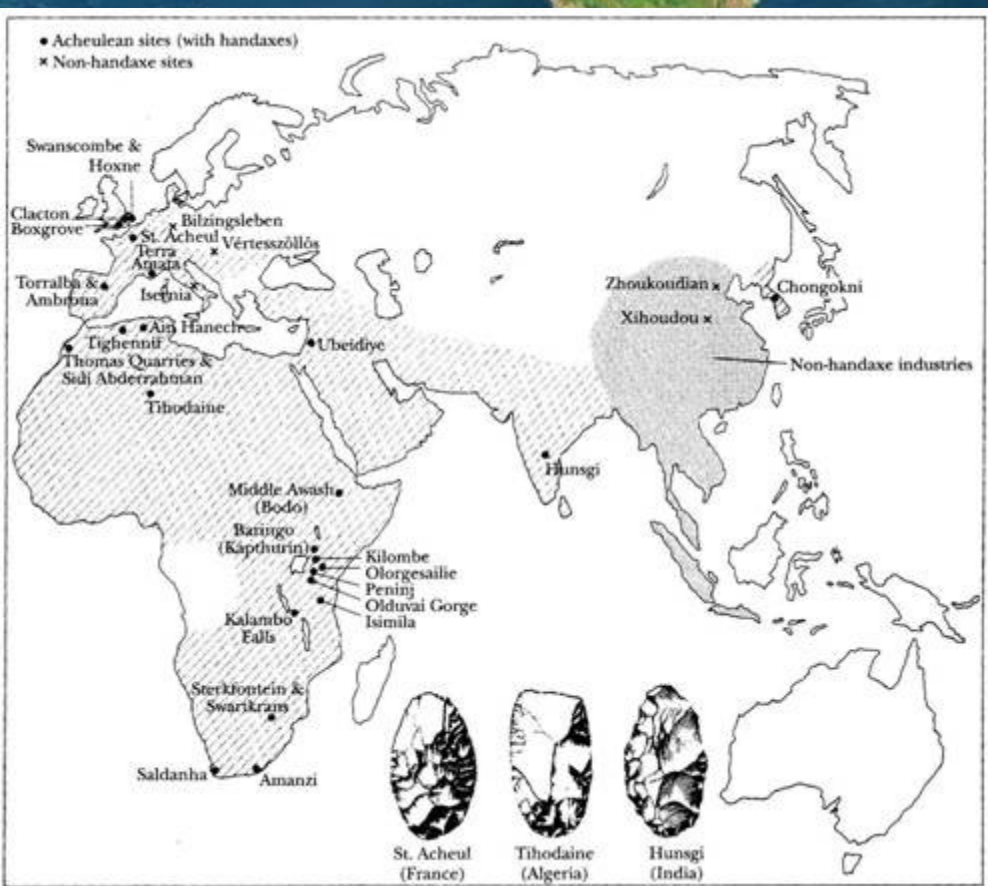 • Acheulean sites (with handaxes)
× Non-handaxe sites
Swanscombe &
Hoxne
Clacton
Boxgrove
Bilzingsleben
St. Acheul
Vértesszöllös
Terra
Amata
Torralba &
Ambrona
Isernia
Zhoukoudian
Chongokni
Xihoudou
Ain Hanech
Tighennif
Ubeidiye
Non-handaxe industries
Thomas Quarries &
Sidi Abderrahman
Tihodaine
Hunsgi
Middle Awash
(Bodo)
Baringo
(Kapthurin)
Kilombe
Olorgesailie
Peninj
Olduvai Gorge
Isimila
Kalambo
Falls
Sterkfontein &
Swartkrans
Saldanha
Amanzi
St. Acheul
(France)
Tihodaine
(Algeria)
Hunsgi
(India)